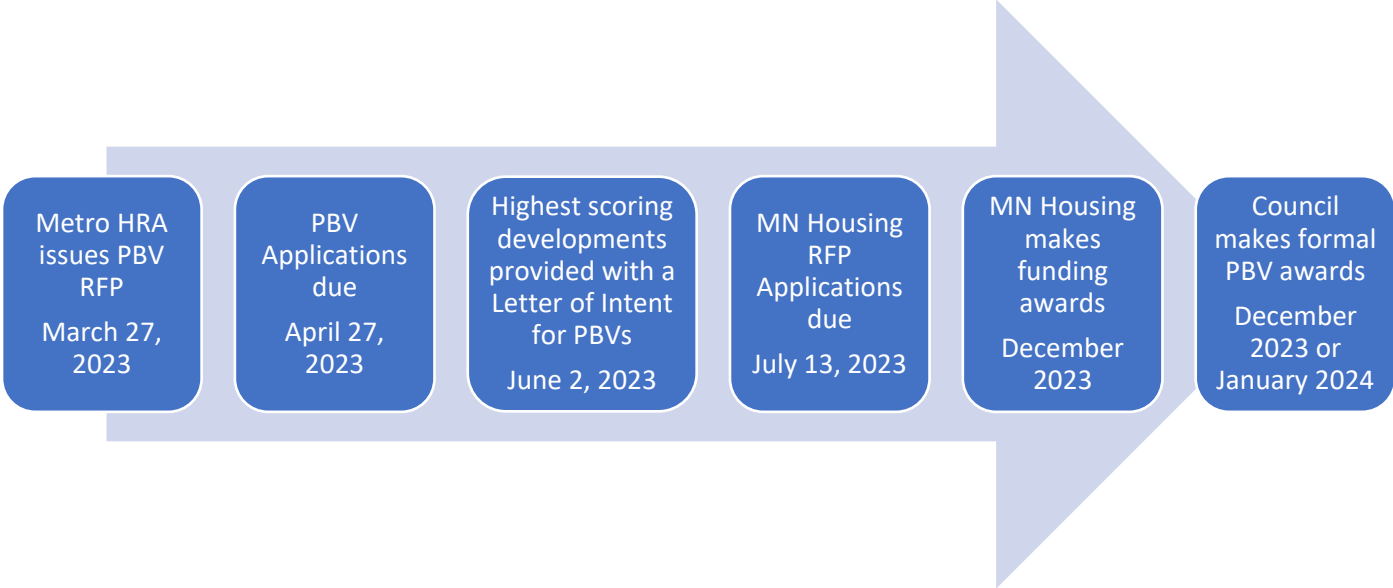 Metro HRA
issues PBV
RFP
March 27,
2023
PBV
Applications
due
April 27,
2023
Highest scoring
developments
provided with a
Letter of Intent
for PBVs
June 2, 2023
MN Housing
RFP
Applications
due
July 13, 2023
MN Housing
makes
funding
awards
December
2023
Council
makes formal
PBV awards
December
2023 or
January 2024